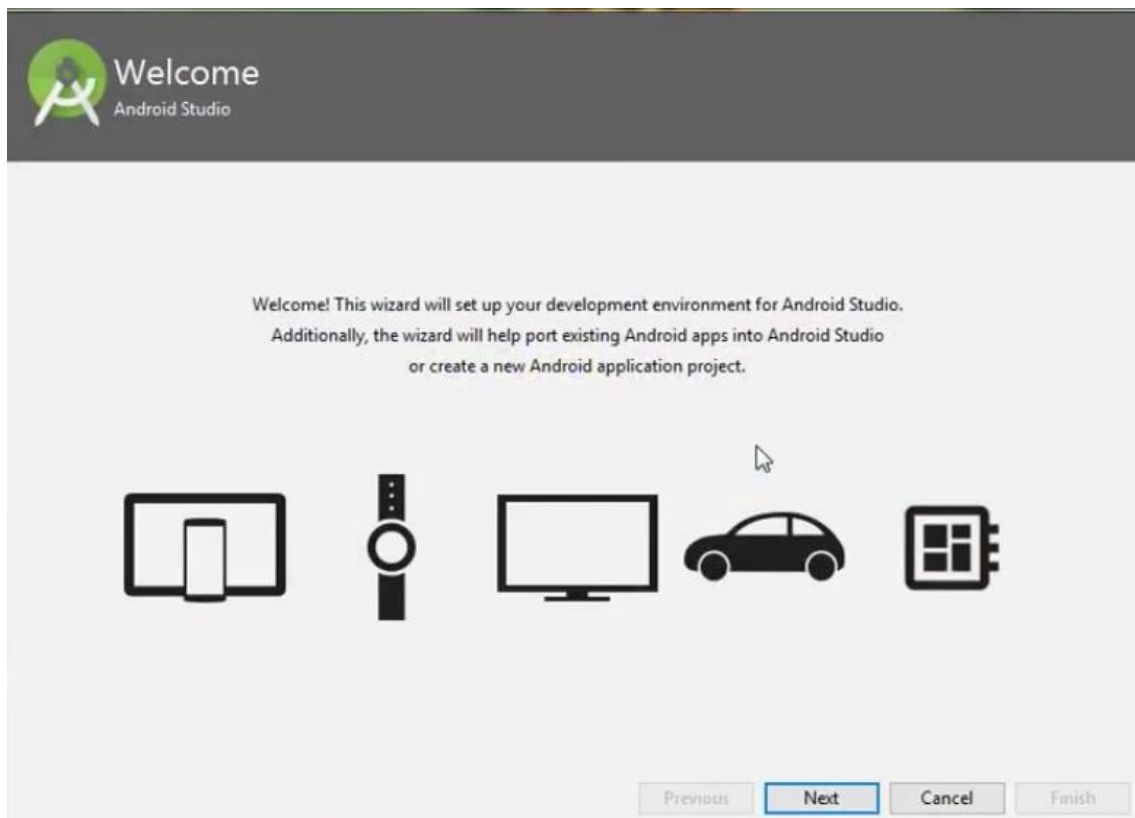 Welcome
Android Studio
Welcome! This wizard will set up your development environment for Android Studio.
Additionally, the wizard will help port existing Android apps into Android Studio
or create a new Android application project.
Previous Next Cancel Finish